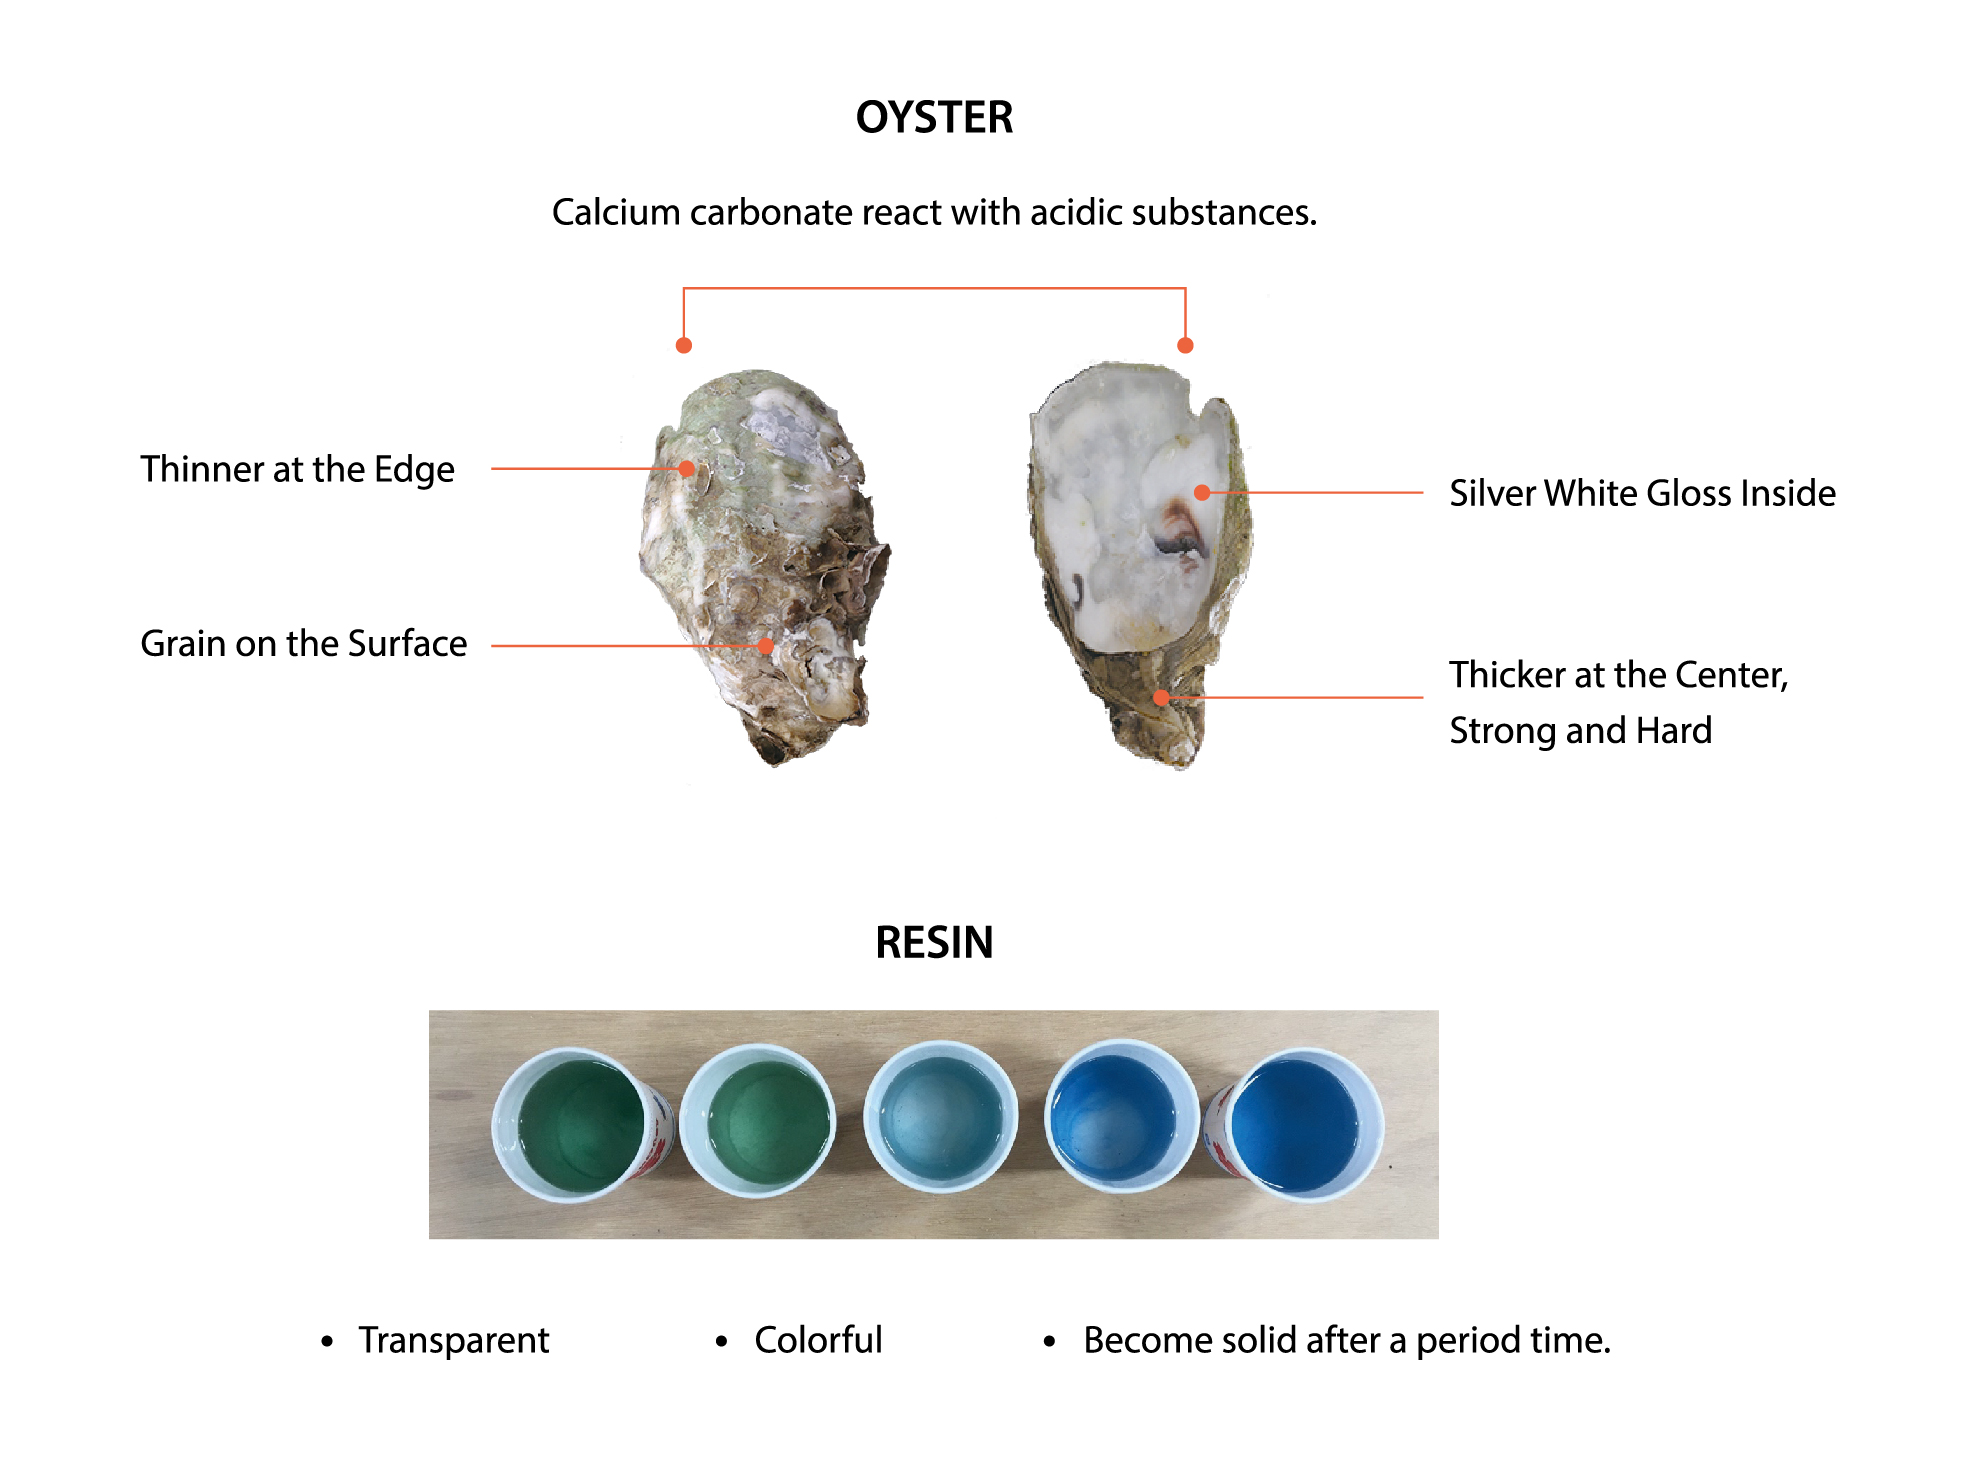 OYSTER
Calcium carbonate react with acidic substances.
Thinner at the Edge
Silver White Gloss Inside
Grain on the Surface
Thicker at the Center,
Strong and Hard
RESIN
• Transparent
• Colorful
• Become solid after a period time.